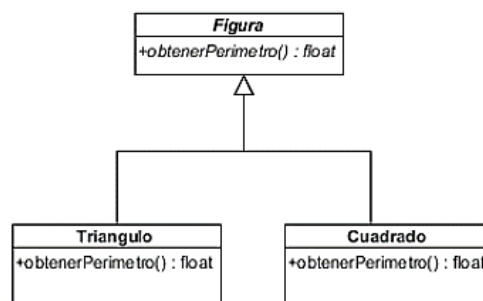 Figura
+obtenerPerimetro() : float
Triangulo
+obtenerPerimetro() : float
Cuadrado
+obtenerPerimetro() : float